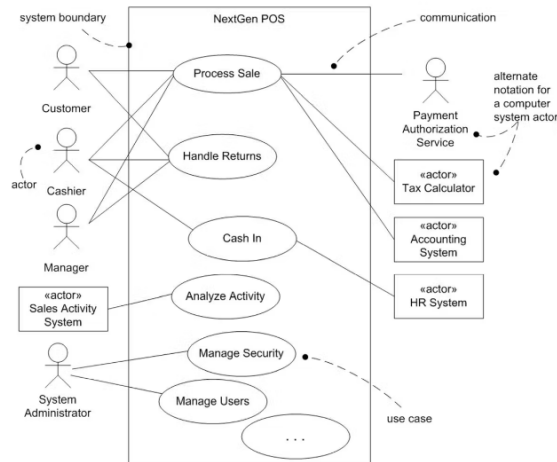 system boundary
NextGen POS
communication
Customer
Process Sale
Payment
Authorization
Service
alternate
notation for
a computer
system actor
actor
Cashier
Handle Returns
«actor»
Tax Calculator
Manager
Cash In
«actor»
Accounting
System
«actor»
HR System
«actor»
Sales Activity
System
Analyze Activity
System
Administrator
Manage Security
Manage Users
use case
. . .